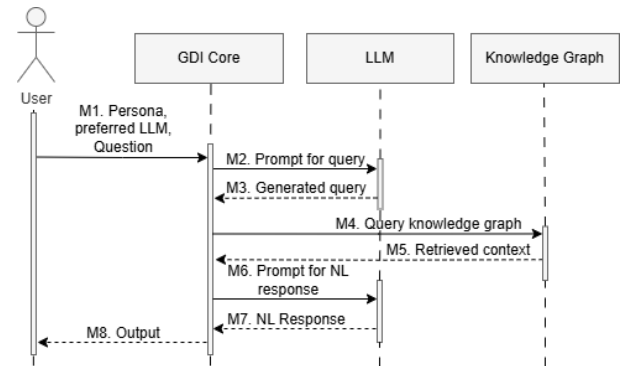 GDI Core
LLM
Knowledge Graph
User
M1. Persona,
preferred LLM,
Question
M2. Prompt for query
M3. Generated query
M4. Query knowledge graph
M5. Retrieved context
M6. Prompt for NL
response
M7. NL Response
M8. Output